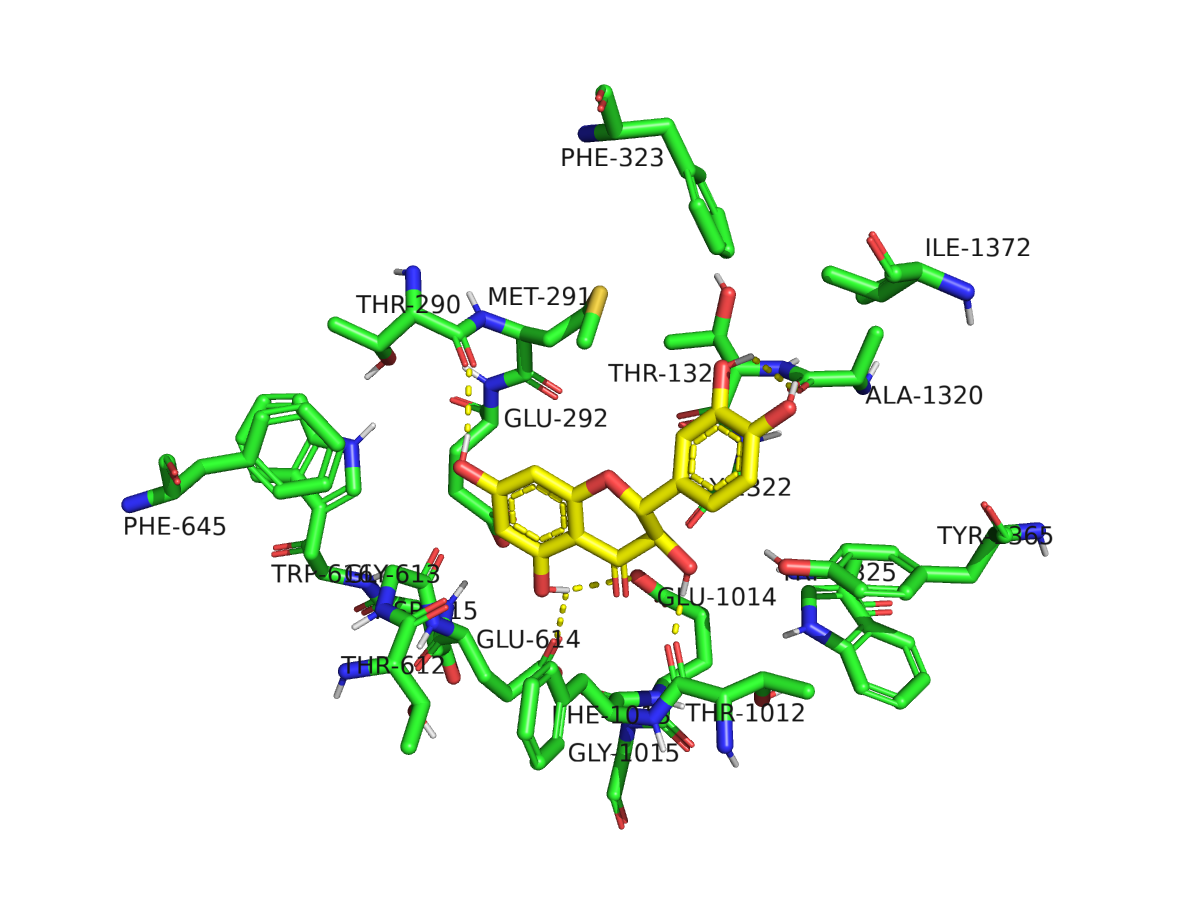 PHE-323
ILE-1372
MET-291
THR-290
THR-132
ALA-1320
GLU-292
PHE-645
TYR-
GLY-613
GLU-1014
GLU-614
THR-612
THR-1012
GLY-1015